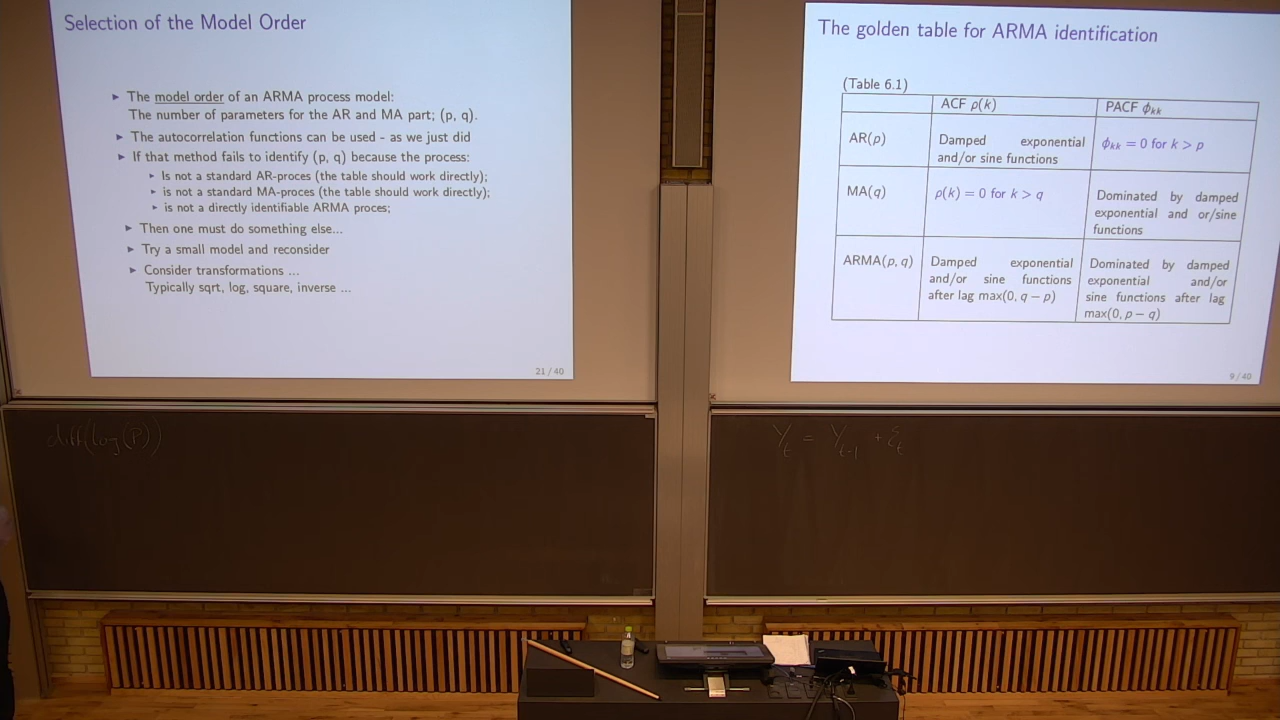 Selection of the Model Order
▶ The model order of an ARMA process model:
The number of parameters for the AR and MA part; (p, q).
▶ The autocorrelation functions can be used - as we just did
▶ If that method fails to identify (p, q) because the process:
▶ Is not a standard AR-proces (the table should work directly);
▶ is not a standard MA-proces (the table should work directly);
▶ is not a directly identifiable ARMA proces;
▶ Then one must do something else...
▶ Try a small model and reconsider
▶ Consider transformations ...
Typically sqrt, log, square, inverse ...
21 / 40
The golden table for ARMA identification
(Table 6.1)
ACF ρ(k)
PACF ϕkk
AR(p)
Damped exponential
and/or sine functions
ϕkk = 0 for k > p
MA(q)
ρ(k) = 0 for k > q
Dominated by damped
exponential and or/sine
functions
ARMA(p, q)
Damped exponential
and/or sine functions
after lag max(0, q − p)
Dominated by damped
exponential and/or
sine functions after lag
max(0, p − q)
9 / 40
diff(log(P))
Y_t = Y_{t-1} + ε_t